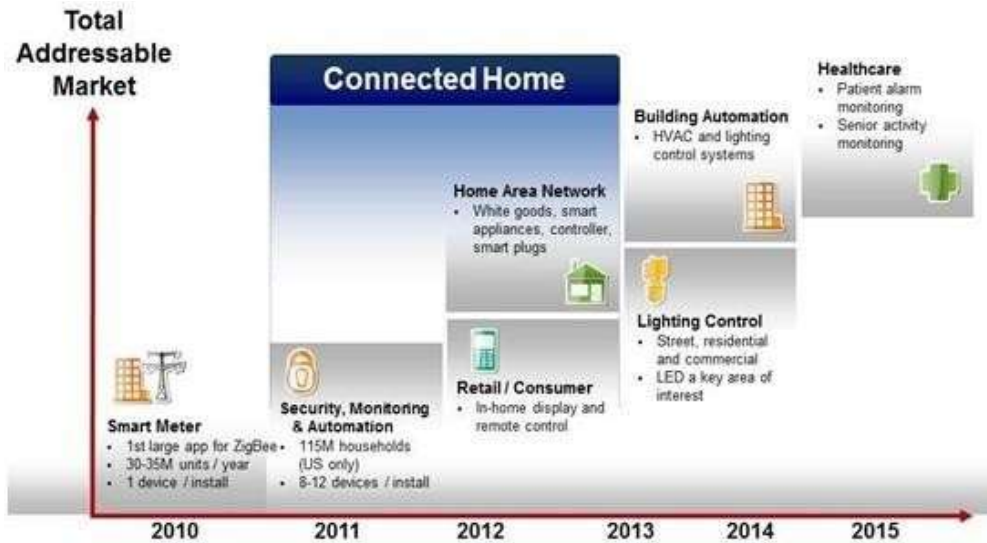 Total
Addressable
Market
Connected Home
Healthcare
• Patient alarm
monitoring
• Senior activity
monitoring
Building Automation
• HVAC and lighting
control systems
Home Area Network
• White goods, smart
appliances, controller,
smart plugs
Lighting Control
• Street, residential
and commercial
• LED a key area of
interest
Retail / Consumer
• In-home display and
remote control
Security, Monitoring
& Automation
• 115M households
(US only)
• 8-12 devices / install
Smart Meter
• 1st large app for ZigBee
• 30-35M units / year
• 1 device / install
2010 2011 2012 2013 2014 2015